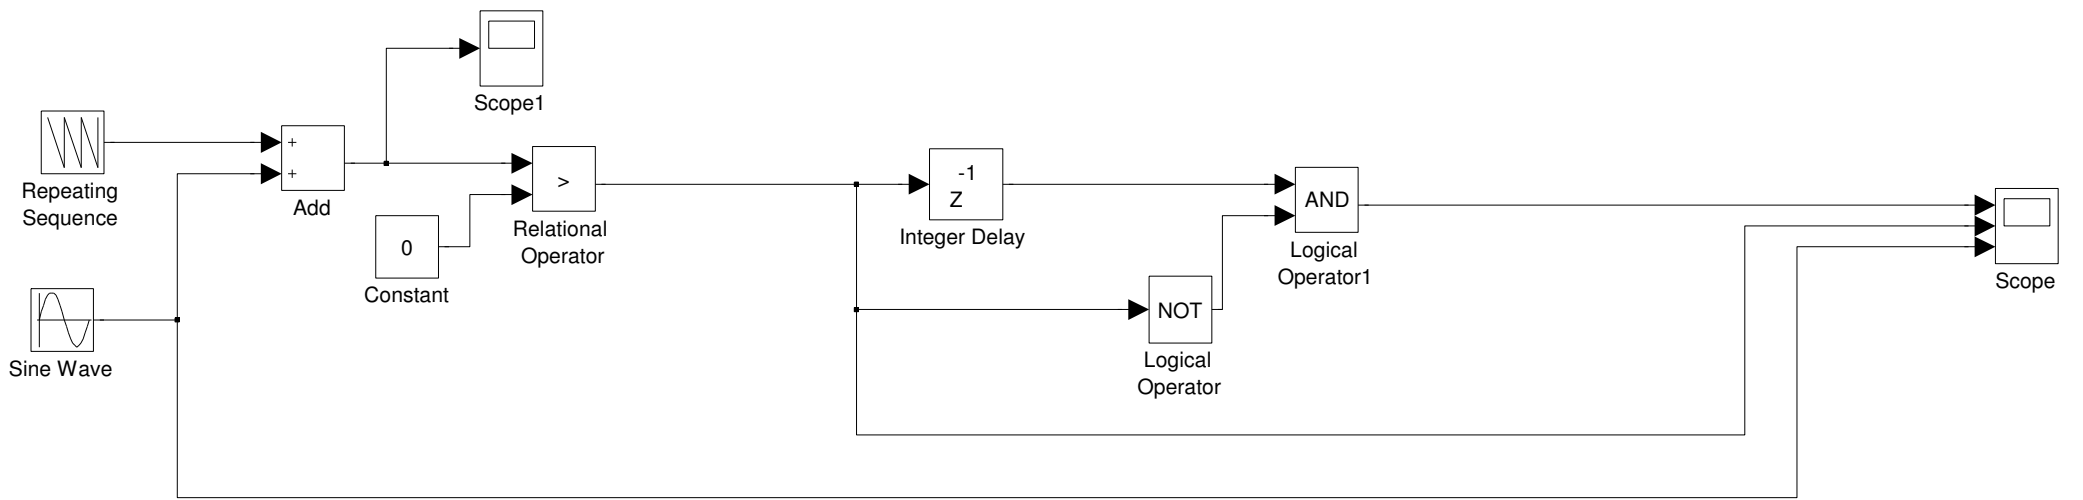 Scope1
Repeating
Sequence
+
+
Add
>
Relational
Operator
0
Constant
-1
Z
Integer Delay
AND
Logical
Operator1
NOT
Logical
Operator
Scope
Sine Wave